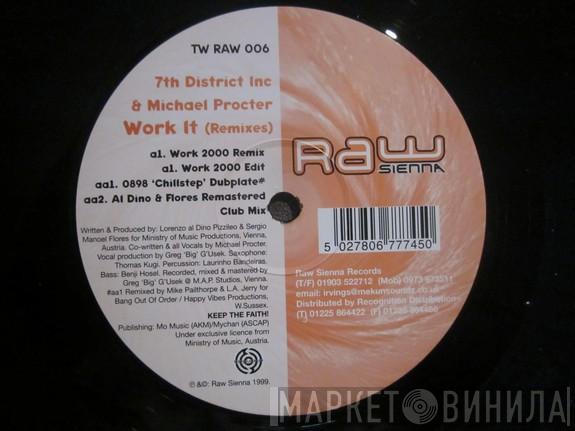 TW RAW 006
7th District Inc
& Michael Procter
Work It (Remixes)
a1. Work 2000 Remix
a1. Work 2000 Edit
aa1. 0898 'Chillstep' Dubplate#
aa2. Al Dino & Flores Remastered
Club Mix
Written & Produced by: Lorenzo al Dino Pizzileo & Sergio
Manoel Flores for Ministry of Music Productions, Vienna,
Austria. Co-written & all Vocals by Michael Procter.
Vocal production by Greg 'Big' G'Usek. Saxophone:
Thomas Kugi. Percussion: Laurinho Bandeiras.
Bass: Benji Hosel. Recorded, mixed & mastered by
Greg 'Big' G'Usek @ M.A.P. Studios, Vienna.
#aa1 Remixed by Mike Pailthorpe & L.A. Jerry for
Bang Out Of Order / Happy Vibes Productions,
W.Sussex.
KEEP THE FAITH!
Publishing: Mo Music (AKM)/Mychan (ASCAP)
Under exclusive licence from
Ministry of Music, Austria.
℗ &©: Raw Sienna 1999.
Raw
SIENNA
5 027806 777450
Raw Sienna Records
(T/F) 01903 522712 (Mob) 0973
email:
Distributed by Recognition Distribution
(T) 01225 864422 (F) 01225
МАРКЕТ ВИНИЛА